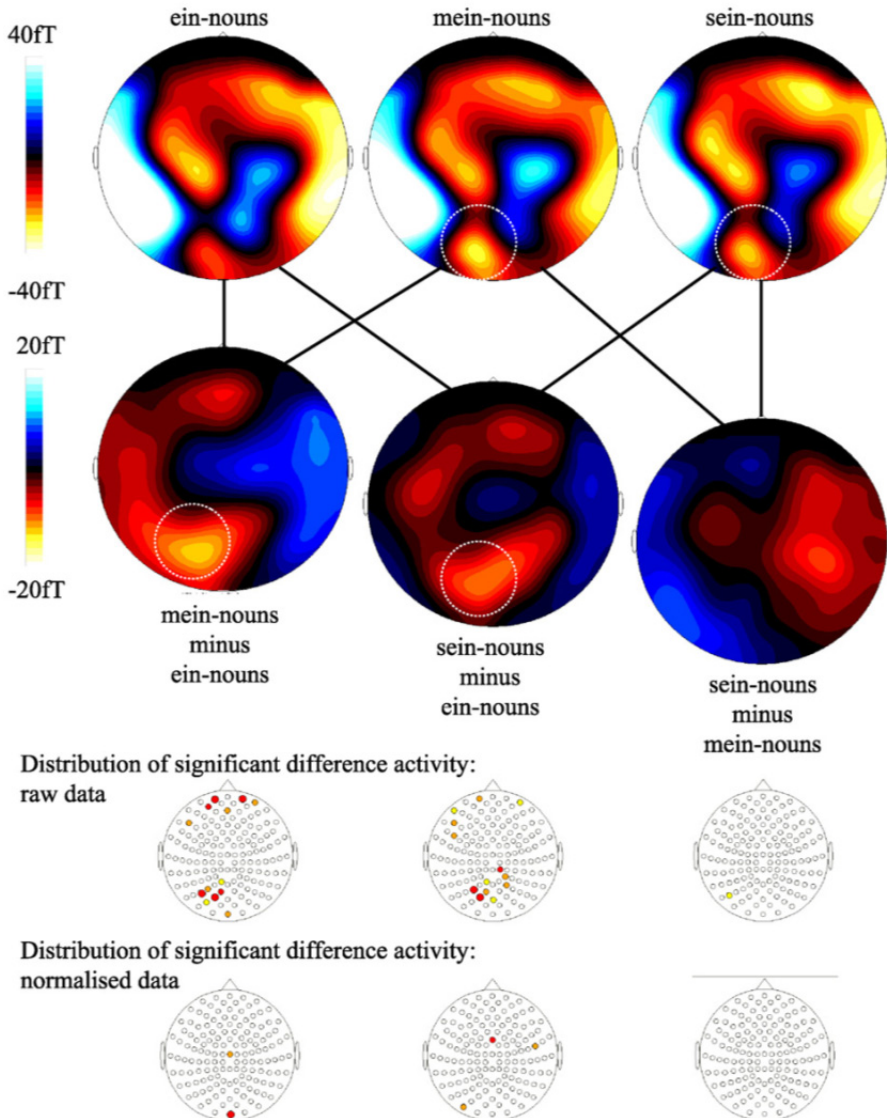 ein-nouns
mein-nouns
sein-nouns
40fT
-40fT
20fT
-20fT
mein-nouns
minus
ein-nouns
sein-nouns
minus
ein-nouns
sein-nouns
minus
mein-nouns
Distribution of significant difference activity:
raw data
Distribution of significant difference activity:
normalised data